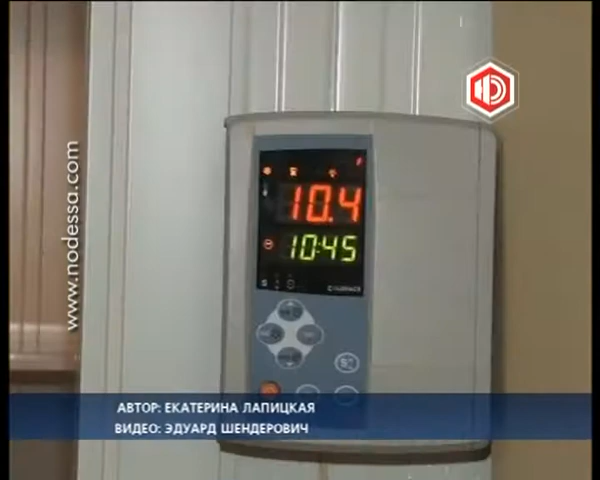 www.nodessa.com
10.4
10:45
АВТОР: ЕКАТЕРИНА ЛАПИЦКАЯ
ВИДЕО: ЭДУАРД ШЕНДЕРОВИЧ